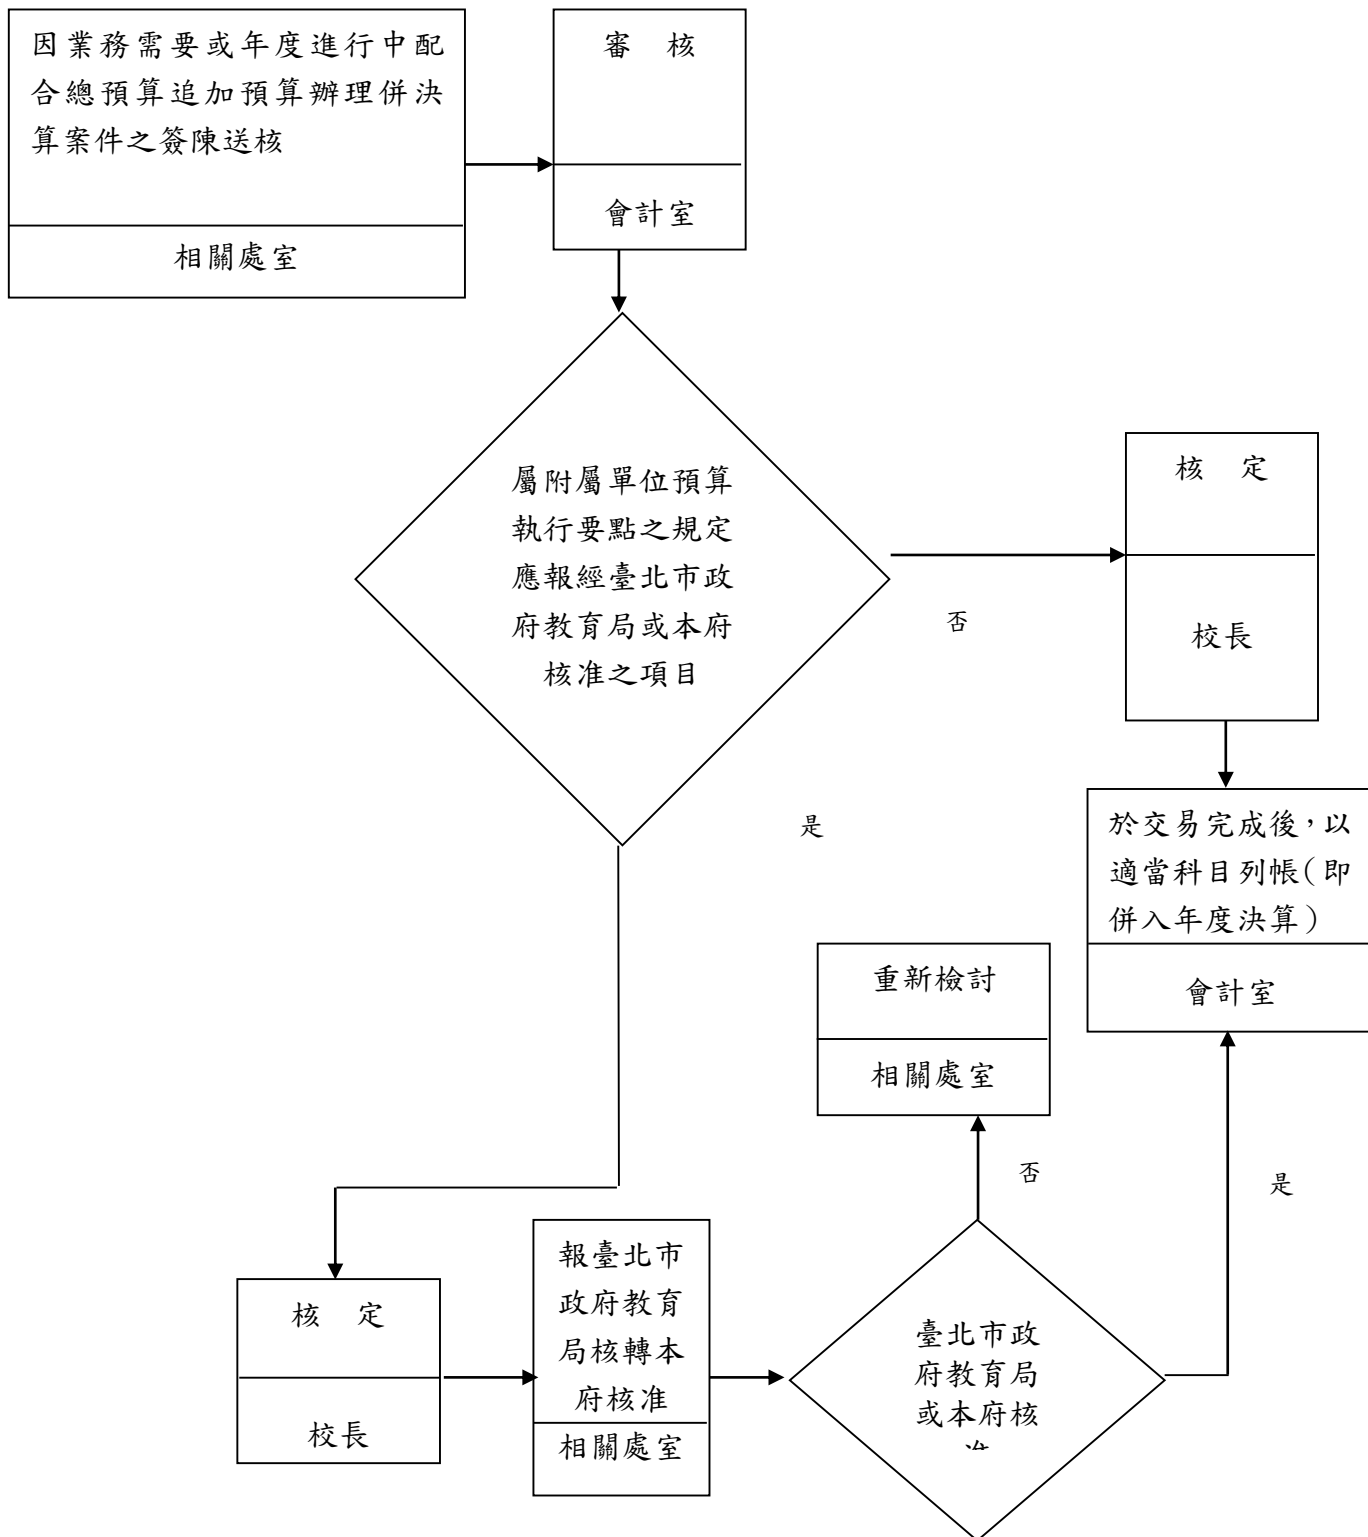 因業務需要或年度進行中配
合總預算追加預算辦理併決
算案件之簽陳送核
相關處室
審 核
會計室
屬附屬單位預算
執行要點之規定
應報經臺北市政
府教育局或本府
核准之項目
否
核 定
校長
是
於交易完成後，以
適當科目列帳（即
併入年度決算）
會計室
重新檢討
相關處室
否
是
核 定
校長
報臺北市
政府教育
局核轉本
府核准
相關處室
臺北市政
府教育局
或本府核